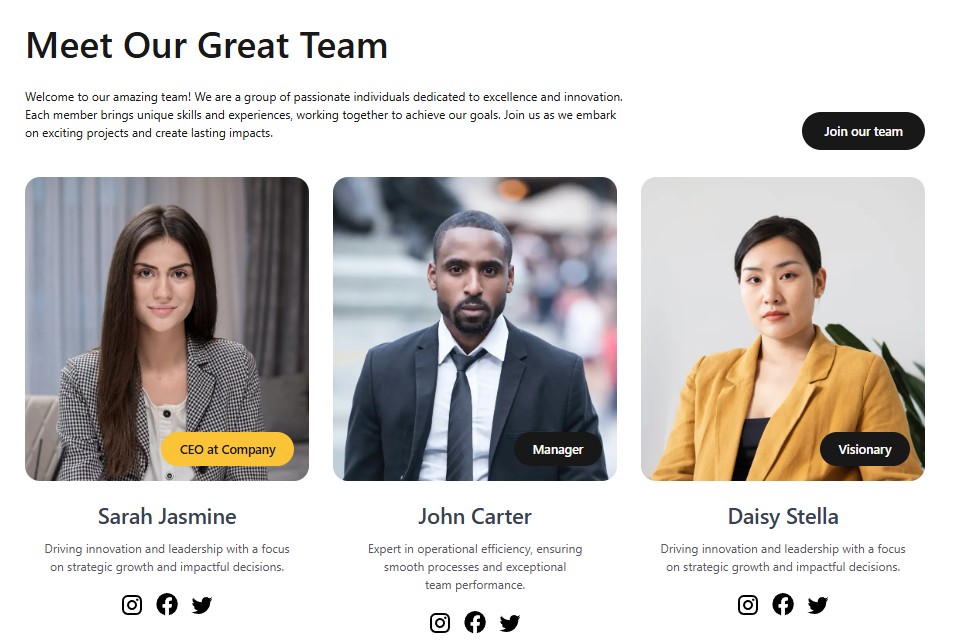 Meet Our Great Team
Welcome to our amazing team! We are a group of passionate individuals dedicated to excellence and innovation.
Each member brings unique skills and experiences, working together to achieve our goals. Join us as we embark
on exciting projects and create lasting impacts.
Join our team
CEO at Company
Manager
Visionary
Sarah Jasmine
Driving innovation and leadership with a focus
on strategic growth and impactful decisions.
John Carter
Expert in operational efficiency, ensuring
smooth processes and exceptional
team performance.
Daisy Stella
Driving innovation and leadership with a focus
on strategic growth and impactful decisions.